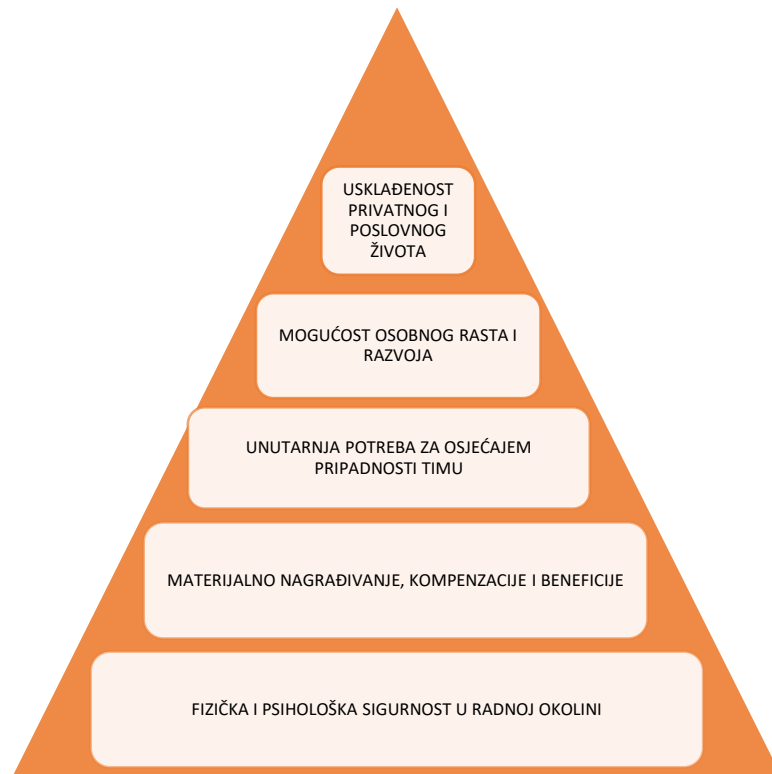 USKLAĐENOST
PRIVATNOG I
POSLOVNOG
ŽIVOTA
MOGUĆOST OSOBNOG RASTA I
RAZVOJA
UNUTARNJA POTREBA ZA OSJEĆAJEM
PRIPADNOSTI TIMU
MATERIJALNO NAGRAĐIVANJE, KOMPENZACIJE I BENEFICIJE
FIZIČKA I PSIHOLOŠKA SIGURNOST U RADNOJ OKOLINI